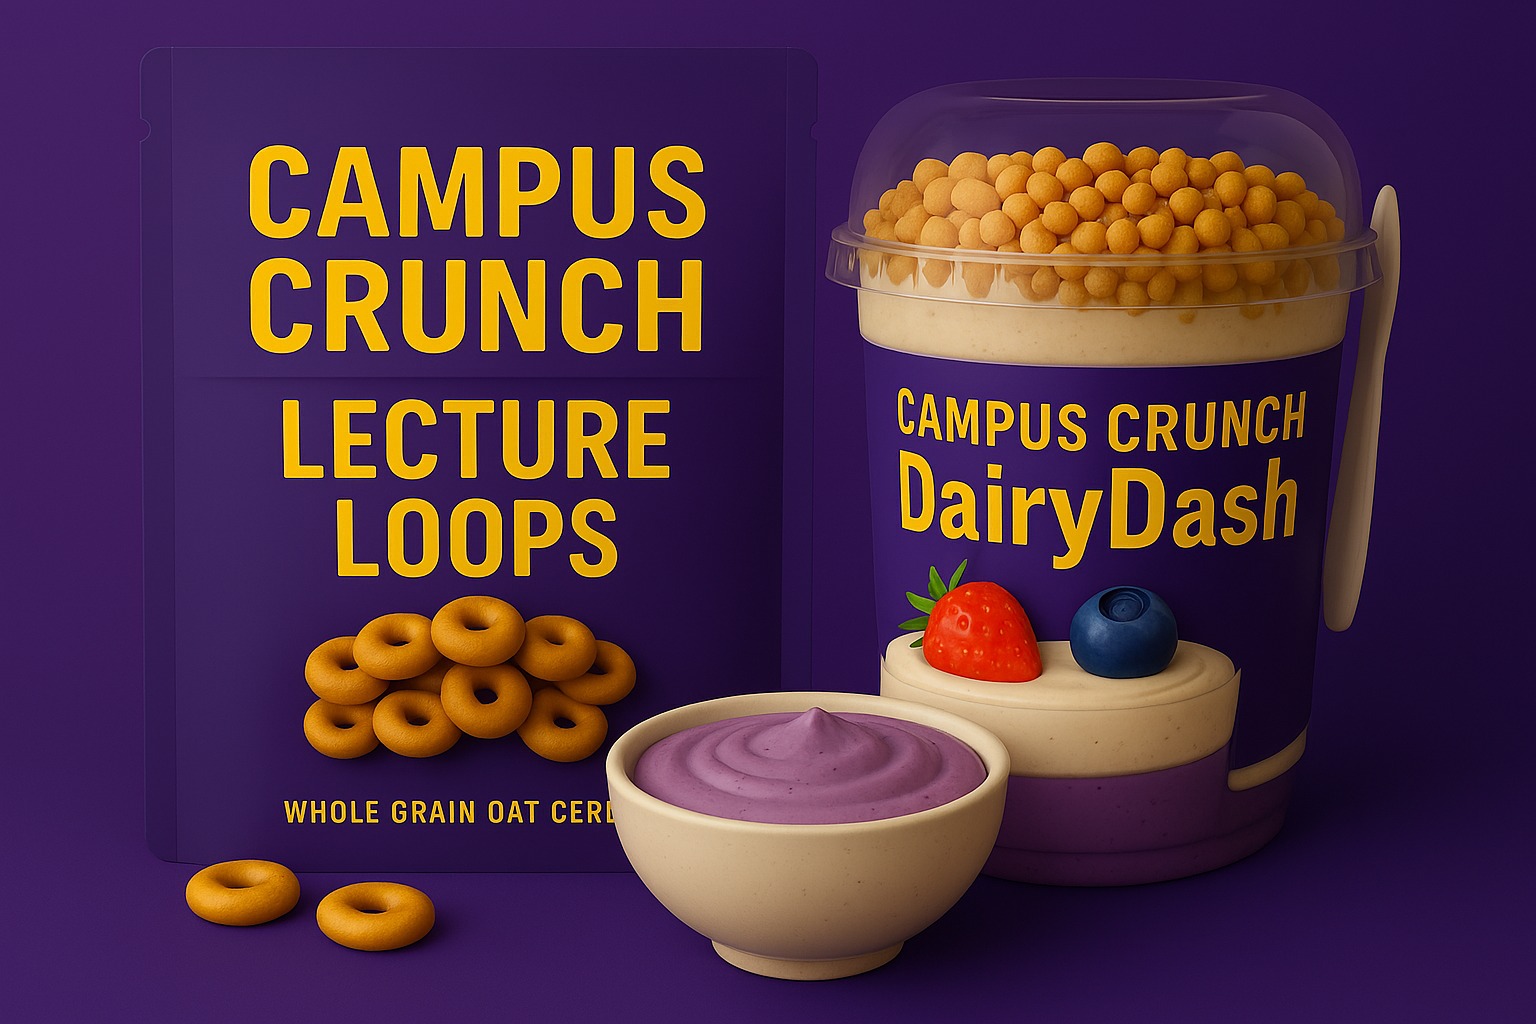 CAMPUS
CRUNCH
LECTURE
LOOPS
WHOLE GRAIN OAT
CAMPUS CRUNCH
DairyDash